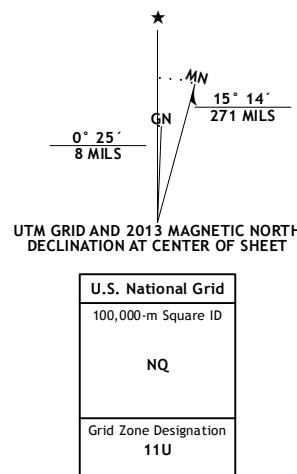 ★
MN
GN
15° 14´
271 MILS
0° 25´
8 MILS
UTM GRID AND 2013 MAGNETIC NORTH
DECLINATION AT CENTER OF SHEET
U.S. National Grid
100,000-m Square ID
NQ
Grid Zone Designation
11U